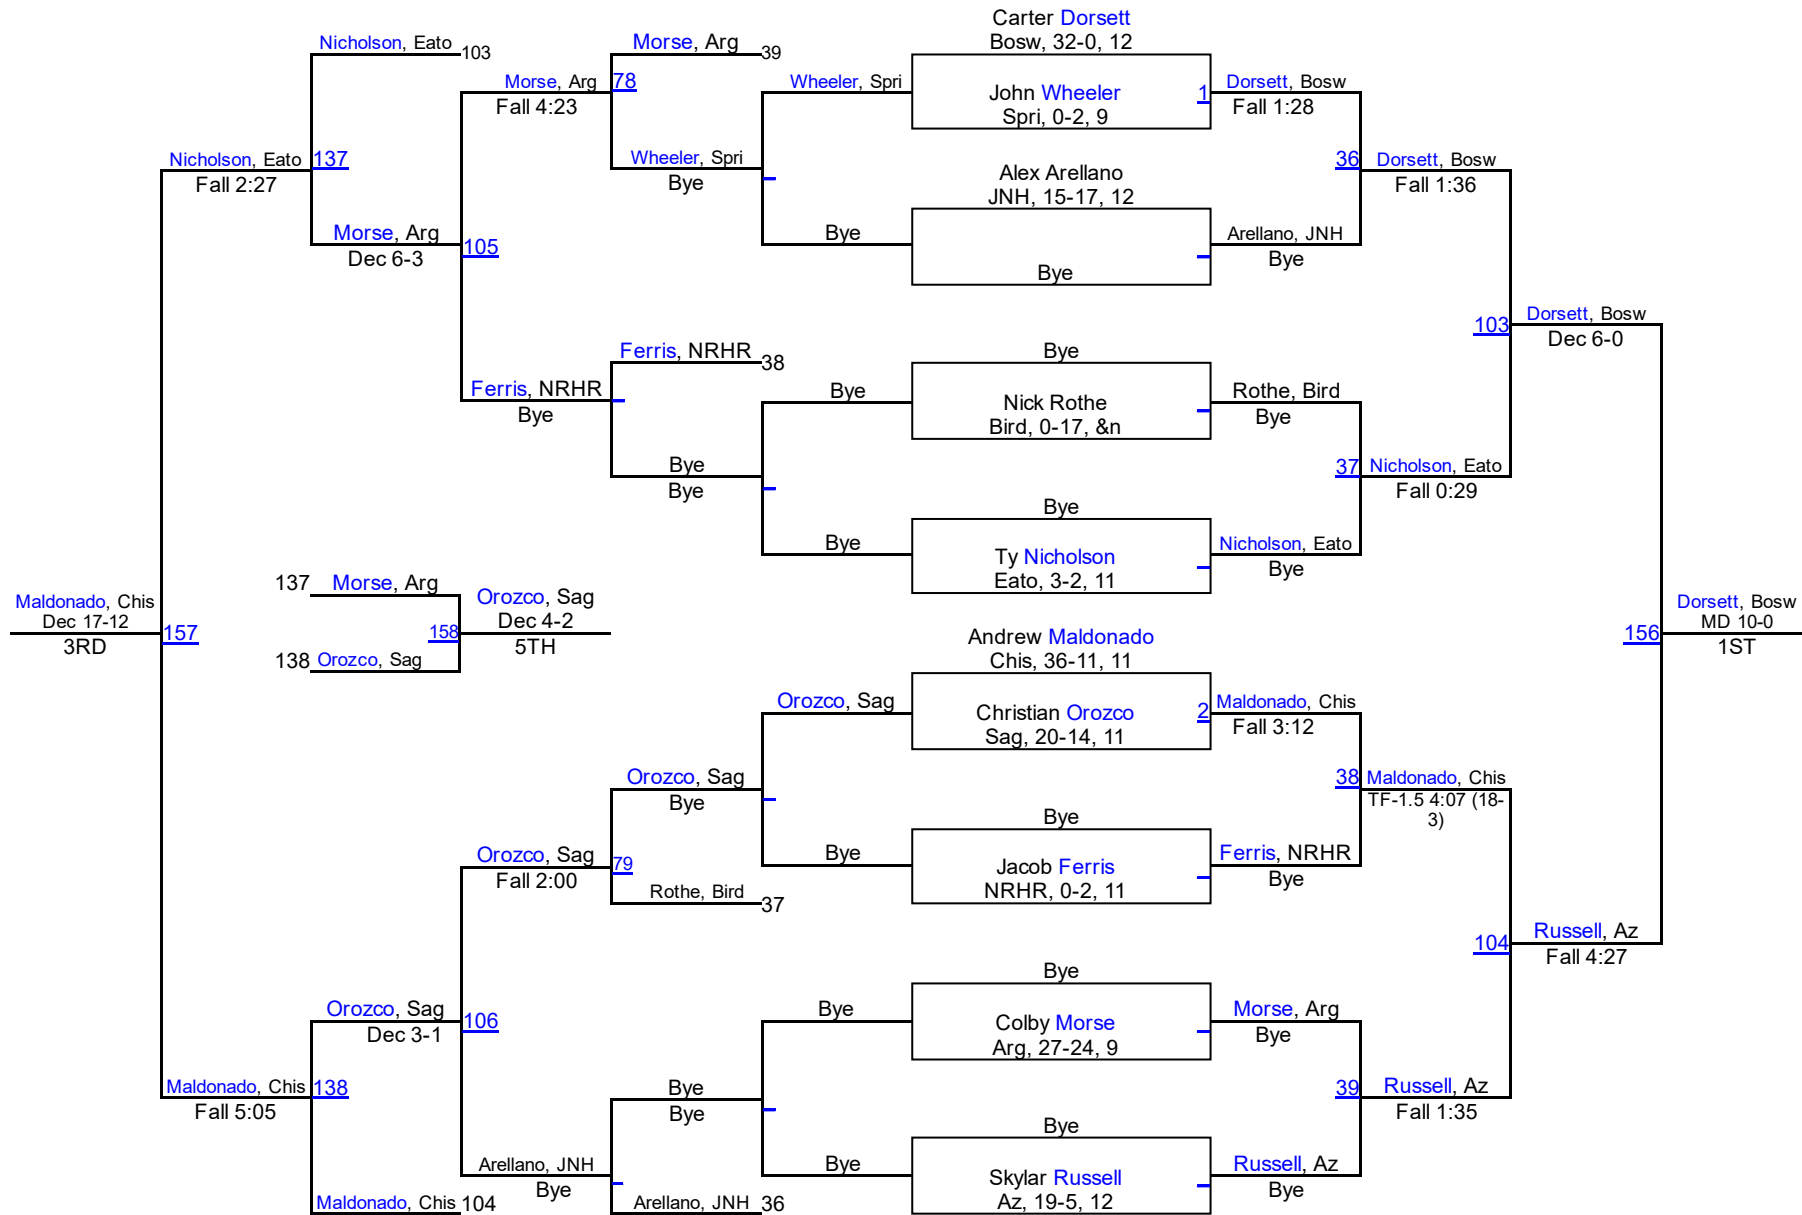 Carter Dorsett
Bosw, 32-0, 12
Nicholson, Eato
103
Morse, Arg
39
Morse, Arg
78
Fall 4:23
Wheeler, Spri
John Wheeler
1
Spri, 0-2, 9
Dorsett, Bosw
Fall 1:28
Nicholson, Eato
137
Fall 2:27
Wheeler, Spri
Bye
Alex Arellano
JNH, 15-17, 12
36
Dorsett, Bosw
Fall 1:36
Morse, Arg
105
Dec 6-3
Bye
Bye
Arellano, JNH
Bye
103
Dorsett, Bosw
Dec 6-0
Ferris, NRHR
38
Ferris, NRHR
Bye
Bye
Bye
Nick Rothe
Bird, 0-17, &n
Rothe, Bird
Bye
Bye
Bye
37
Nicholson, Eato
Fall 0:29
Bye
Bye
Ty Nicholson
Eato, 3-2, 11
Nicholson, Eato
Bye
Maldonado, Chis
Dec 17-12
3RD
157
137
Morse, Arg
158
138
Orozco, Sag
Orozco, Sag
Dec 4-2
5TH
156
Dorsett, Bosw
MD 10-0
1ST
Andrew Maldonado
Chis, 36-11, 11
Orozco, Sag
Christian Orozco
2
Sag, 20-14, 11
Maldonado, Chis
Fall 3:12
Orozco, Sag
Bye
38
Maldonado, Chis
TF-1.5 4:07 (18-
3)
Bye
Bye
Jacob Ferris
NRHR, 0-2, 11
Ferris, NRHR
Bye
Orozco, Sag
79
Fall 2:00
Rothe, Bird
37
104
Russell, Az
Fall 4:27
Bye
Bye
Colby Morse
Arg, 27-24, 9
Morse, Arg
Bye
Orozco, Sag
106
Dec 3-1
Maldonado, Chis
138
Fall 5:05
Bye
Bye
39
Russell, Az
Fall 1:35
Bye
Bye
Skylar Russell
Az, 19-5, 12
Russell, Az
Bye
Arellano, JNH
Bye
Maldonado, Chis
104
Arellano, JNH
36